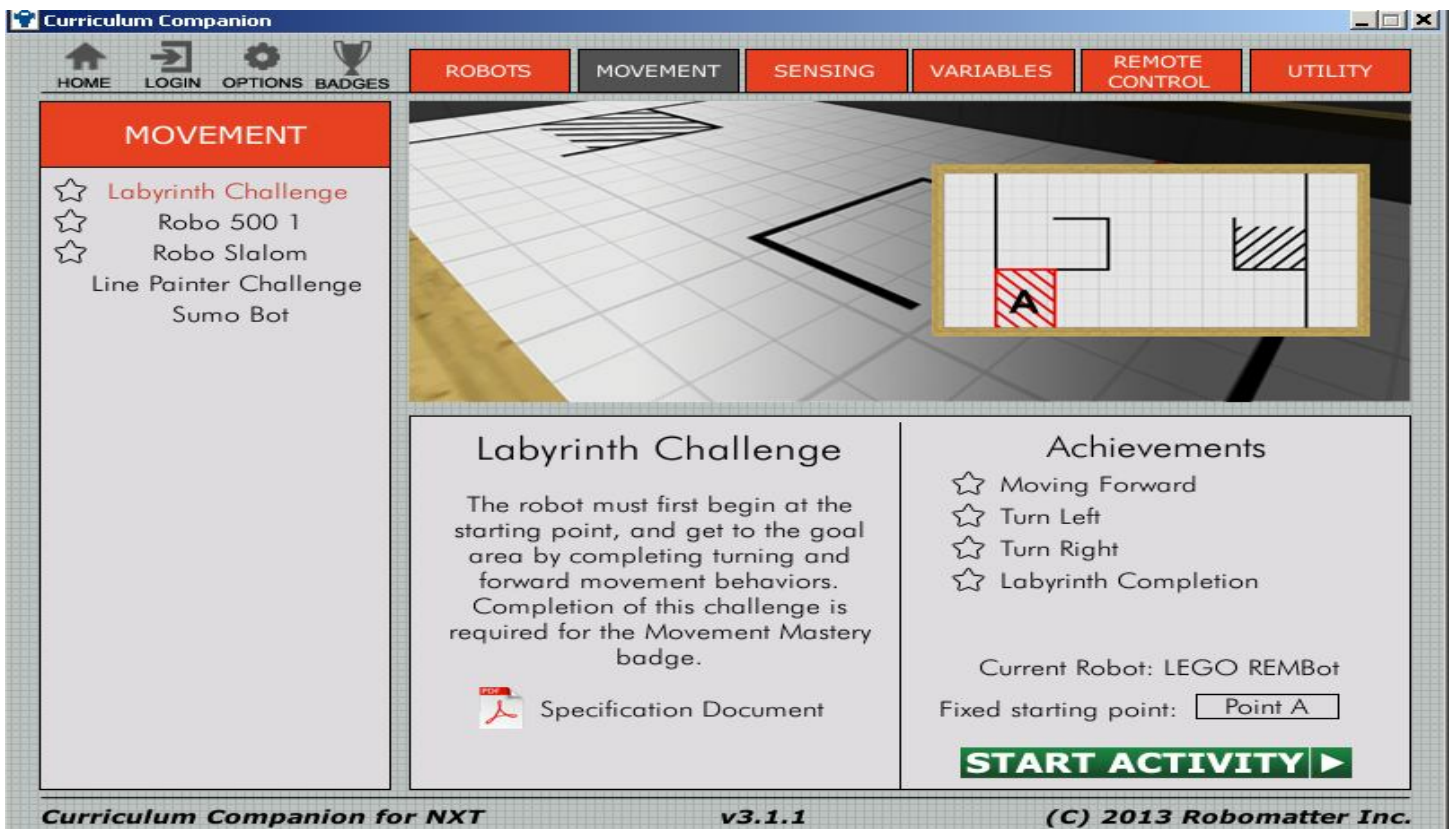 Curriculum Companion
HOME LOGIN OPTIONS BADGES
ROBOTS
MOVEMENT
SENSING
VARIABLES
REMOTE
CONTROL
UTILITY
MOVEMENT
Labyrinth Challenge
Robo 500 1
Robo Slalom
Line Painter Challenge
Sumo Bot
A
Labyrinth Challenge
The robot must first begin at the
starting point, and get to the goal
area by completing turning and
forward movement behaviors.
Completion of this challenge is
required for the Movement Mastery
badge.
PDF
Specification Document
Achievements
Moving Forward
Turn Left
Turn Right
Labyrinth Completion
Current Robot: LEGO REMBot
Fixed starting point: Point A
START ACTIVITY
Curriculum Companion for NXT v3.1.1 (C) 2013 Robomatter Inc.